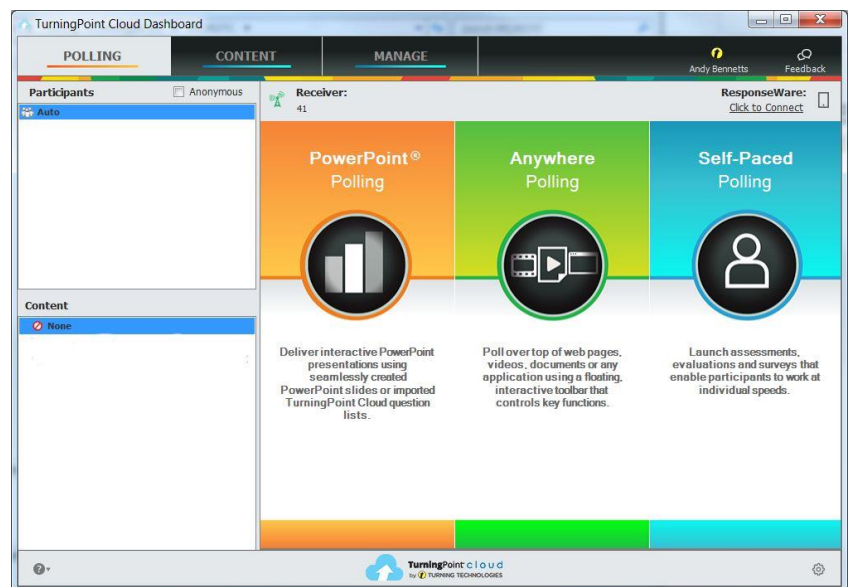 TurningPoint Cloud Dashboard
POLLING
CONTENT
MANAGE
Andy Bennetts
Feedback
Participants
Anonymous
Receiver:
41
ResponseWare:
Click to Connect
Auto
PowerPoint®
Polling
Anywhere
Polling
Self-Paced
Polling
Content
None
Deliver interactive PowerPoint
presentations using
seamlessly created
PowerPoint slides or imported
TurningPoint Cloud question
lists.
Poll over top of web pages,
videos, documents or any
application using a floating,
interactive toolbar that
controls key functions.
Launch assessments,
evaluations and surveys that
enable participants to work at
individual speeds.
TurningPoint cloud
by TURNING TECHNOLOGIES